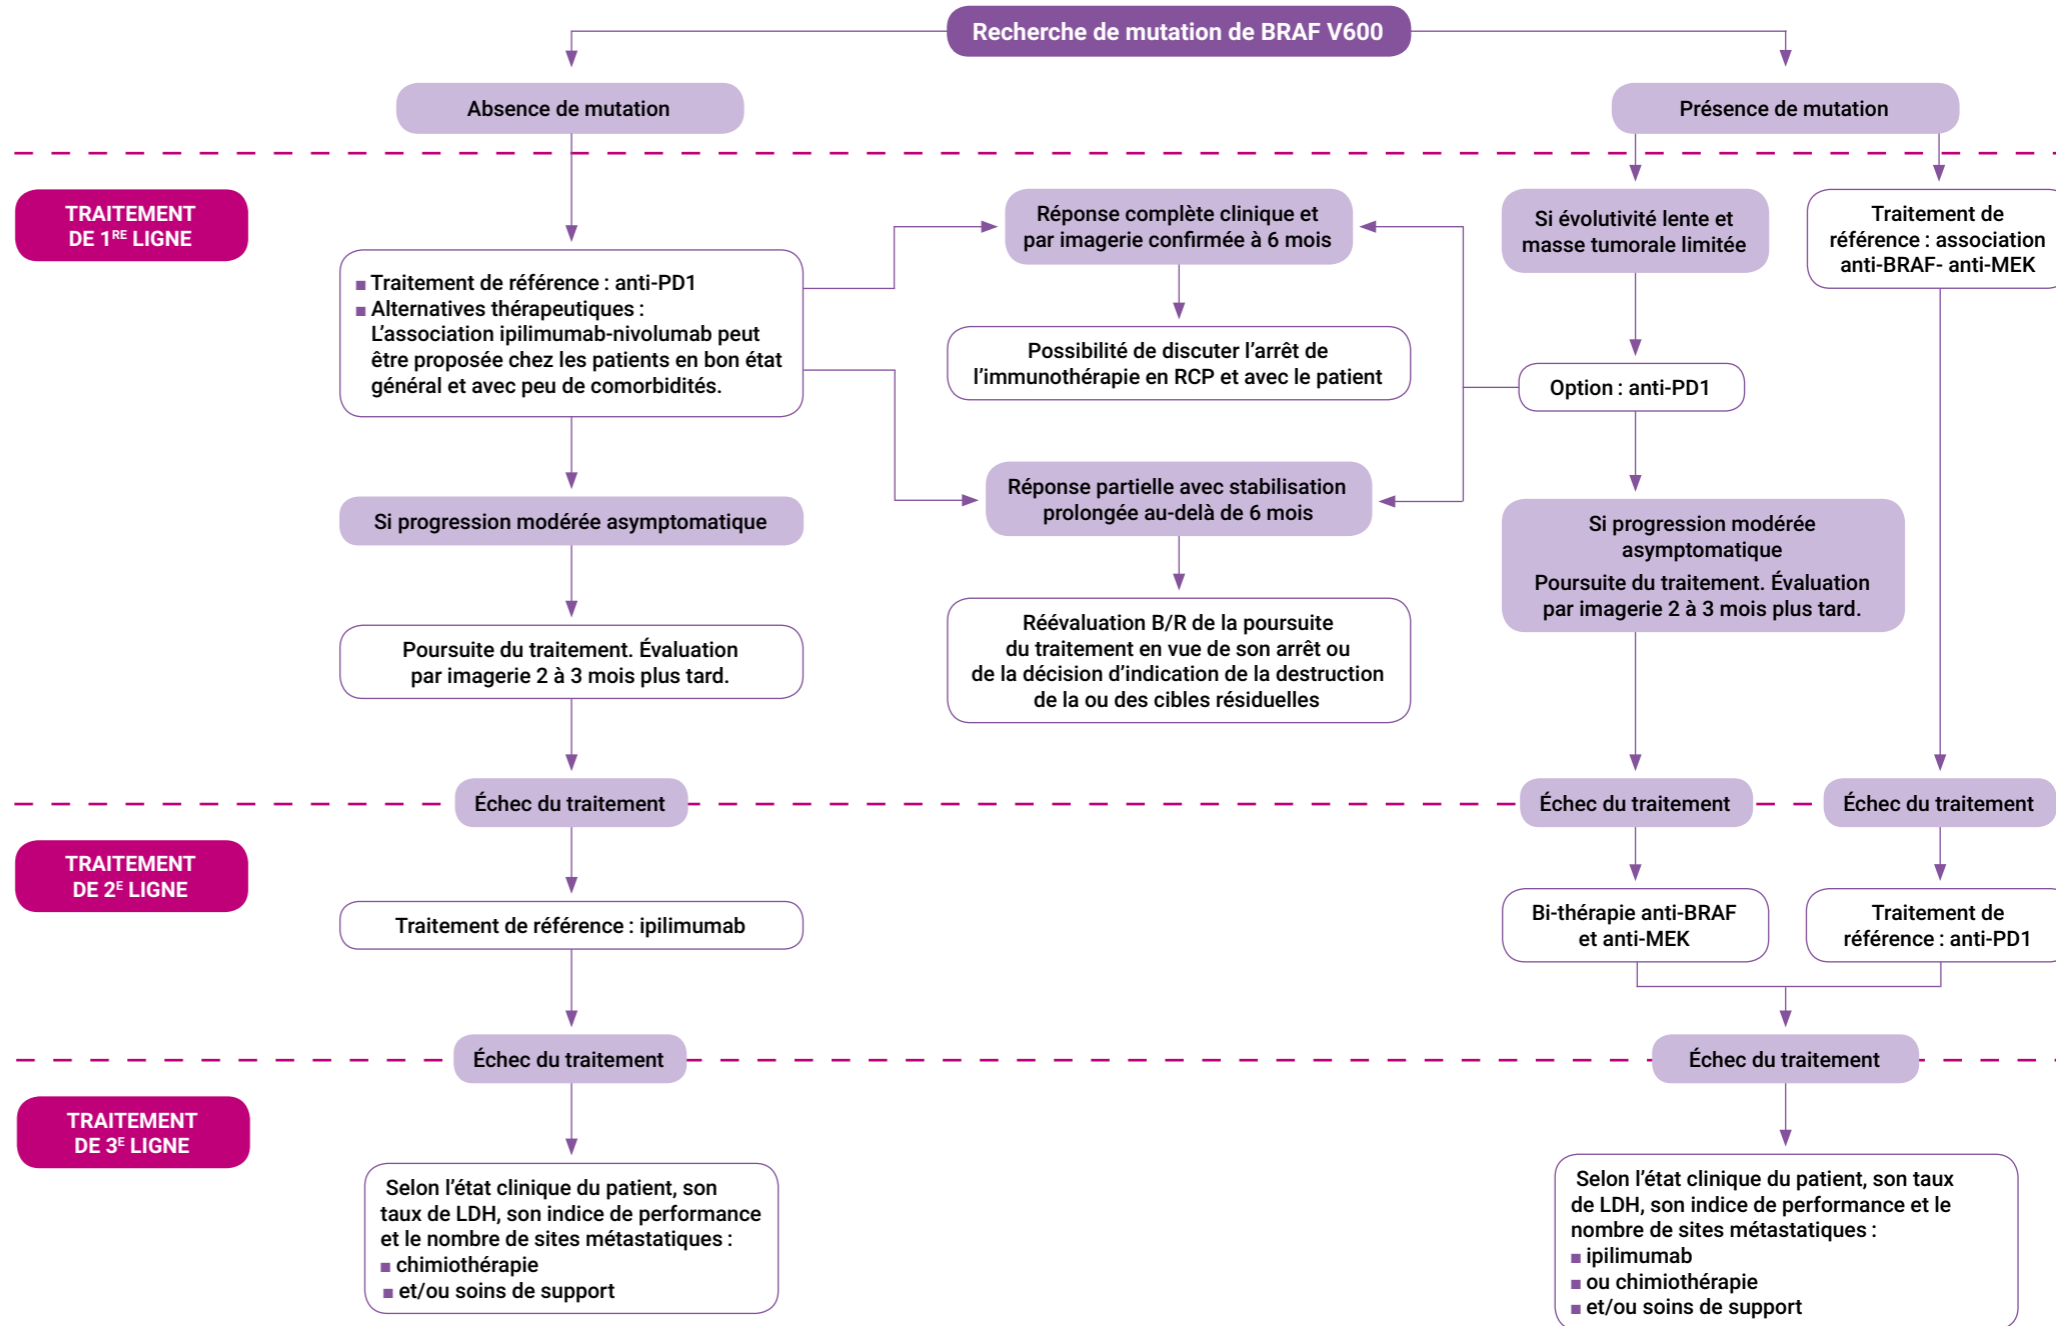 Recherche de mutation de BRAF V600
Absence de mutation
Présence de mutation
TRAITEMENT
DE 1RE LIGNE
■ Traitement de référence : anti-PD1
■ Alternatives thérapeutiques :
L’association ipilimumab-nivolumab peut
être proposée chez les patients en bon état
général et avec peu de comorbidités.
Réponse complète clinique et
par imagerie confirmée à 6 mois
Possibilité de discuter l’arrêt de
l’immunothérapie en RCP et avec le patient
Si évolutivité lente et
masse tumorale limitée
Traitement de
référence : association
anti-BRAF- anti-MEK
Option : anti-PD1
Si progression modérée asymptomatique
Réponse partielle avec stabilisation
prolongée au-delà de 6 mois
Si progression modérée
asymptomatique
Poursuite du traitement. Évaluation
par imagerie 2 à 3 mois plus tard.
Poursuite du traitement. Évaluation
par imagerie 2 à 3 mois plus tard.
Réévaluation B/R de la poursuite
du traitement en vue de son arrêt ou
de la décision d’indication de la destruction
de la ou des cibles résiduelles
Échec du traitement
Échec du traitement
Échec du traitement
TRAITEMENT
DE 2E LIGNE
Traitement de référence : ipilimumab
Bi-thérapie anti-BRAF
et anti-MEK
Traitement de
référence : anti-PD1
Échec du traitement
Échec du traitement
TRAITEMENT
DE 3E LIGNE
Selon l’état clinique du patient, son
taux de LDH, son indice de performance
et le nombre de sites métastatiques :
■ chimiothérapie
■ et/ou soins de support
Selon l’état clinique du patient, son taux
de LDH, son indice de performance et le
nombre de sites métastatiques :
■ ipilimumab
■ ou chimiothérapie
■ et/ou soins de support